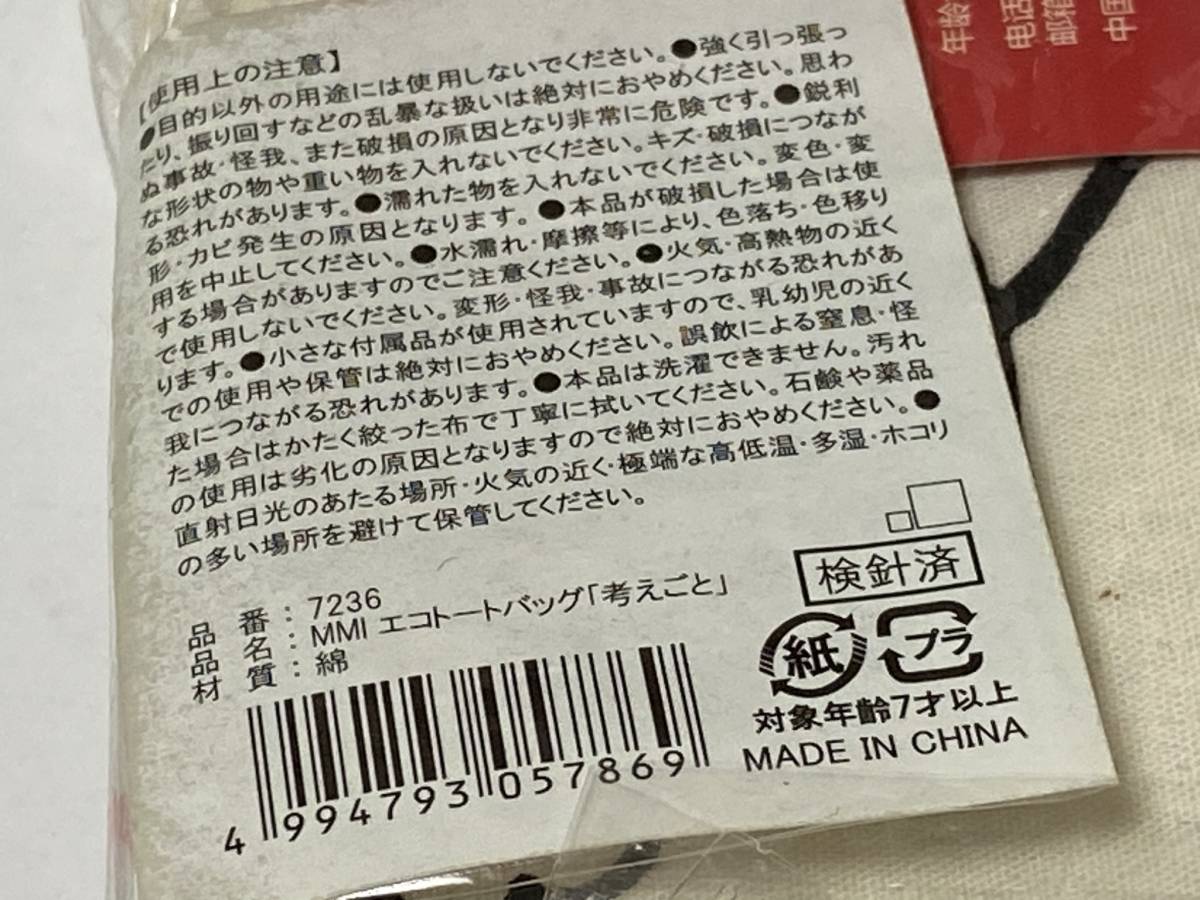 【使用上の注意】
●目的以外の用途には使用しないでください。●強く引っ張っ
たり、振り回すなどの乱暴な扱いは絶対におやめください。思わ
ぬ事故・怪我、また破損の原因となり非常に危険です。●鋭利
な形状の物や重い物を入れないでください。キズ・破損につなが
る恐れがあります。●濡れた物を入れないでください。変色・変
形・カビ発生の原因となります。●本品が破損した場合は使
用を中止してください。●水濡れ・摩擦等により、色落ち・色移り
する場合がありますのでご注意ください。●火気・高熱物の近く
で使用しないでください。変形・怪我・事故につながる恐れがあ
ります。●小さな付属品が使用されていますので、乳幼児の近く
での使用や保管は絶対におやめください。誤飲による窒息・怪
我につながる恐れがあります。●本品は洗濯できません。汚れ
た場合はかたく絞った布で丁寧に拭いてください。石鹸や薬品
の使用は劣化の原因となりますので絶対におやめください。●
直射日光のあたる場所・火気の近く・極端な高低温・多湿・ホコリ
の多い場所を避けて保管してください。
品番:7236
品名:MMI エコトートバッグ「考えごと」
材質:綿
4 994793 057869
検針済
紙 プラ
対象年齢7才以上
MADE IN CHINA
年龄
电话
邮箱
中国